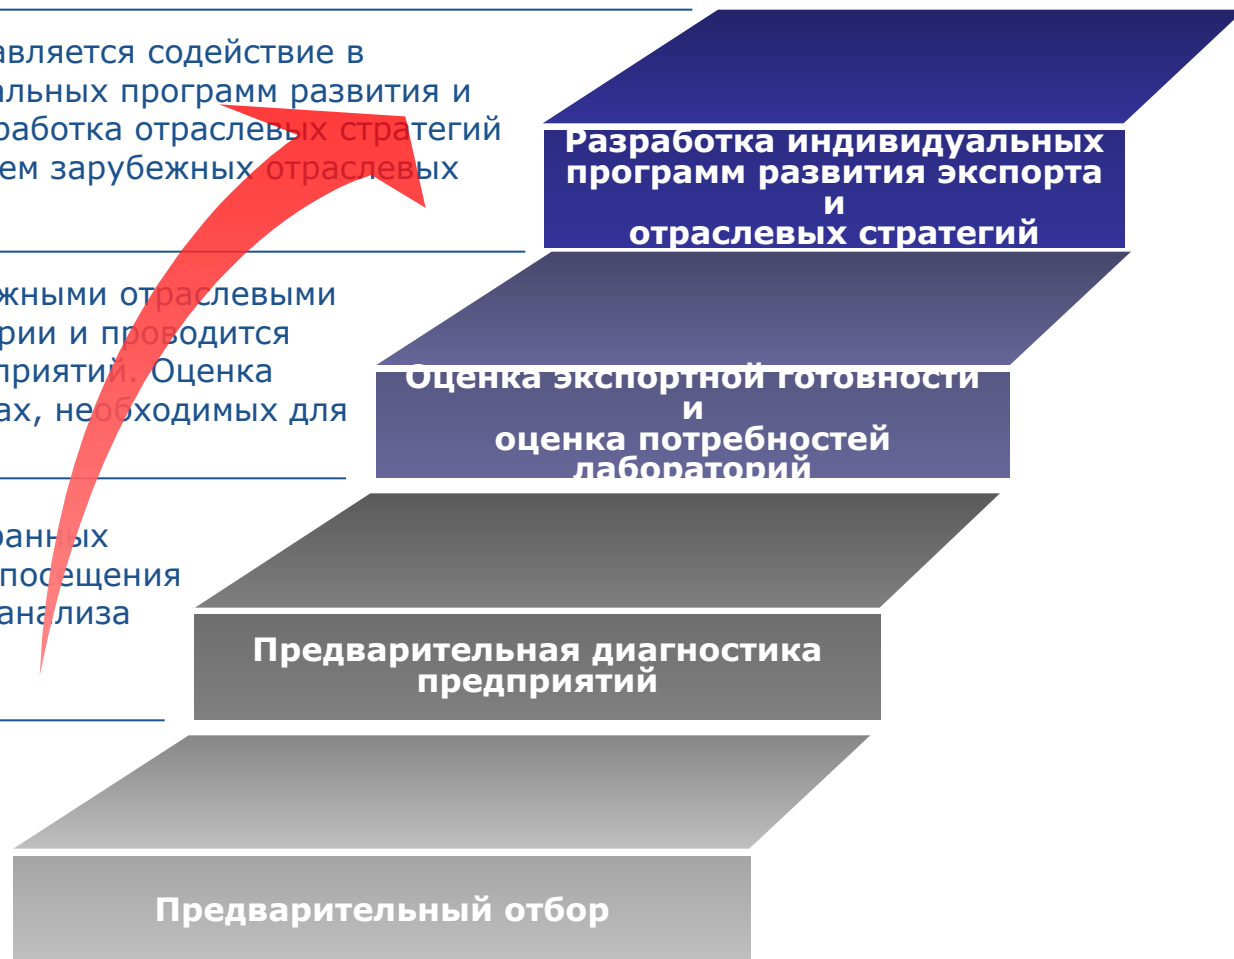 авляется содействие в
альных программ развития и
работка отраслевых стратегий
ем зарубежных отраслевых
Разработка индивидуальных
программ развития экспорта
и
отраслевых стратегий
жными отраслевыми
рии и проводится
приятий. Оценка
ах, необходимых для
Оценка экспортной готовности
и
оценка потребностей
лабораторий
ранных
посещения
анализа
Предварительная диагностика
предприятий
Предварительный отбор